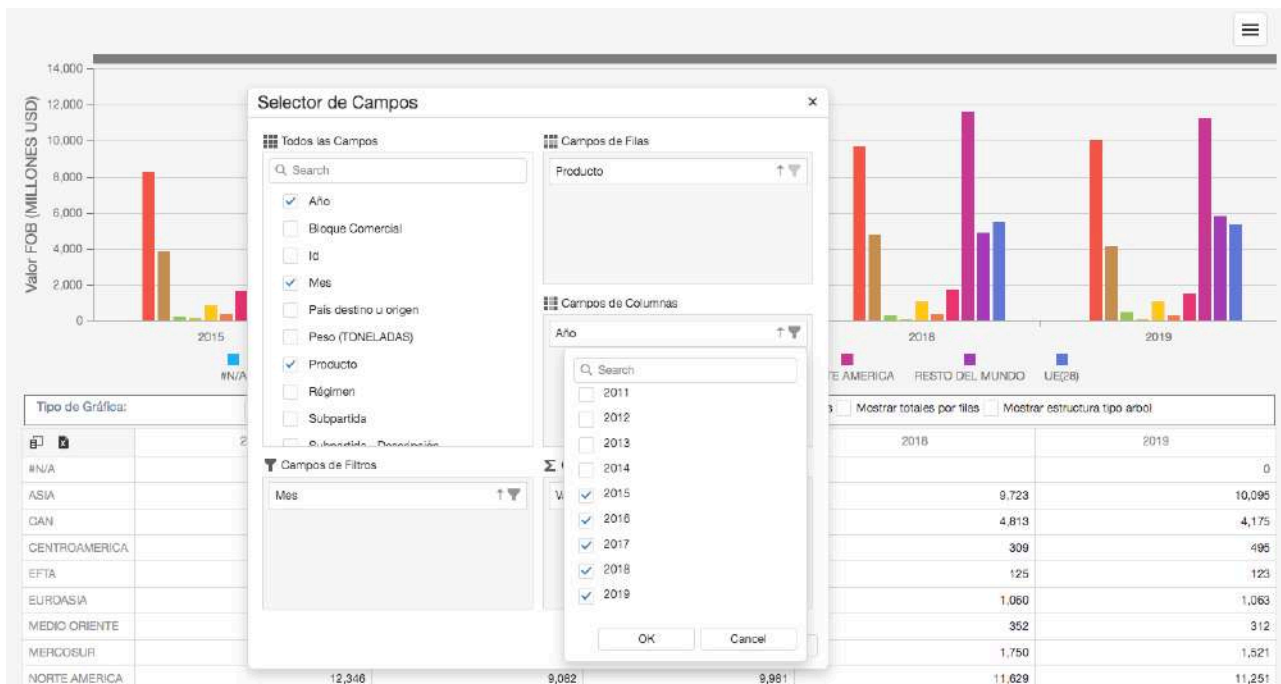 14,000
12,000
10,000
8,000
6,000
4,000
2,000
0
Valor FOB (MILLONES USD)
2015
2018
2019
#N/A
TE AMERICA
RESTO DEL MUNDO
UE(28)
Selector de Campos
×
Todos las Campos
Search
Año
Bloque Comercial
Id
Mes
País destino u origen
Peso (TONELADAS)
Producto
Régimen
Subpartida
Subpartida - Descripción
Campos de Filas
Producto
Campos de Columnas
Año
Search
2011
2012
2013
2014
2015
2016
2017
2018
2019
OK Cancel
Campos de Filtros
Mes
Σ
Tipo de Gráfica:
Mostrar totales por filas Mostrar estructura tipo arbol
2018 2019
#N/A 0
ASIA 9,723 10,095
CAN 4,813 4,175
CENTROAMERICA 309 495
EFTA 125 123
EUROASIA 1,060 1,063
MEDIO ORIENTE 352 312
MERCOSUR 1,750 1,521
NORTE AMERICA 12,346 9,062 9,981 11,629 11,251